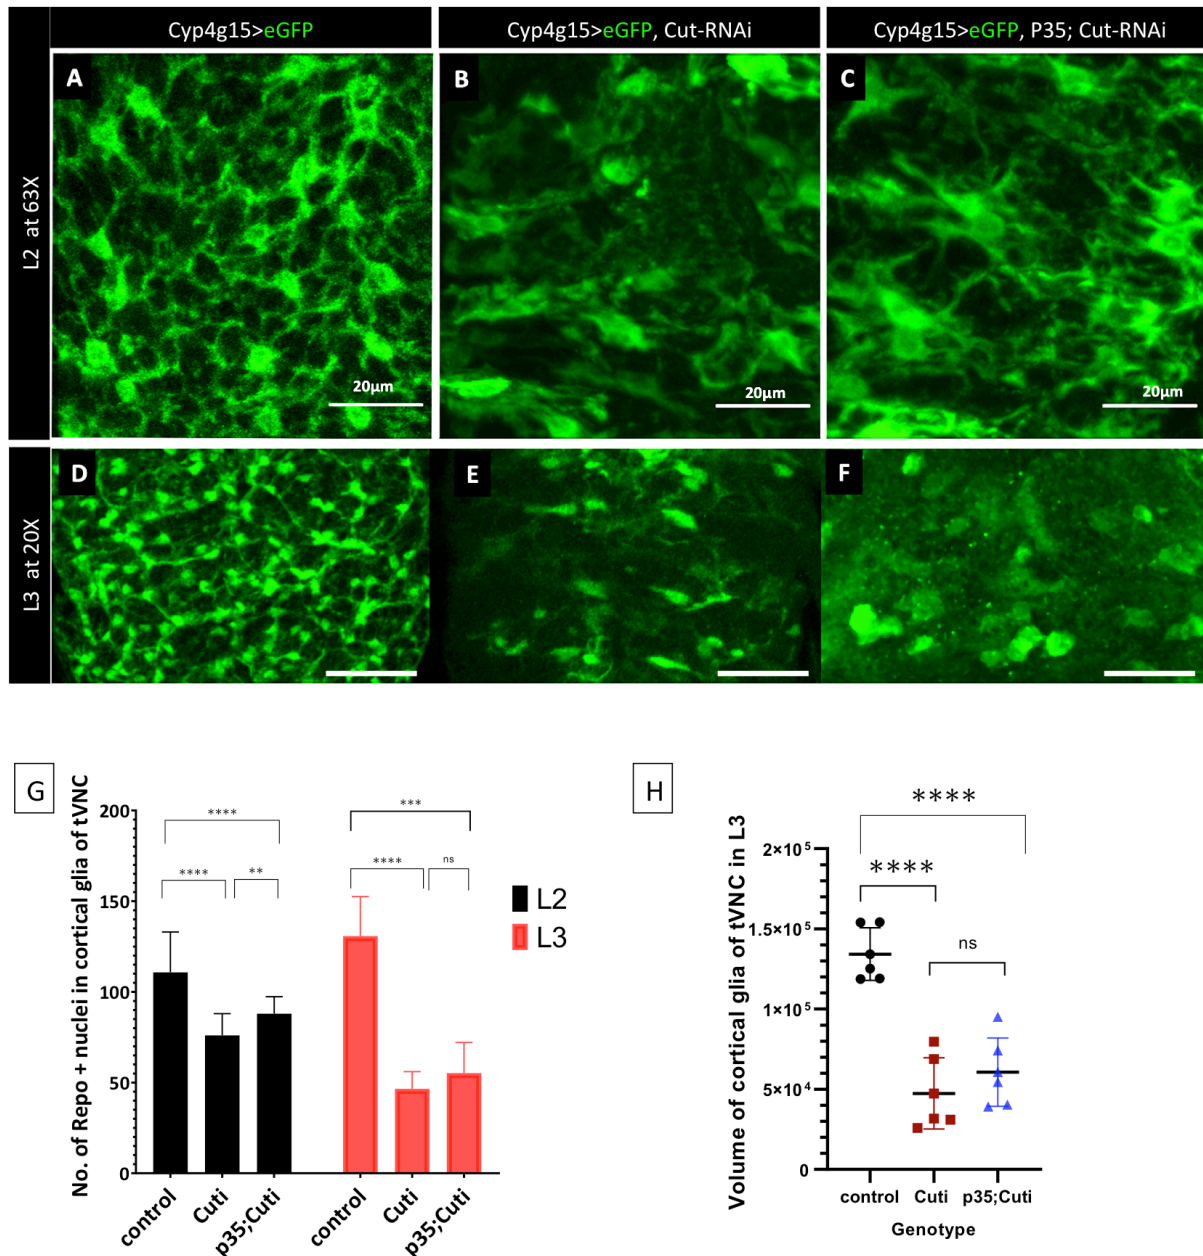 Cyp4g15>eGFP
Cyp4g15>eGFP, Cut-RNAi
Cyp4g15>eGFP, P35; Cut-RNAi
L2 at 63X
A
20μm
B
20μm
C
20μm
L3 at 20X
D
E
F
G
No. of Repo + nuclei in cortical glia of tVNC
200
150
100
50
0
****
****
**
***
****
ns
control
Cuti
p35;Cuti
control
Cuti
p35;Cuti
L2
L3
H
Volume of cortical glia of tVNC in L3
2×10⁵
1.5×10⁵
1×10⁵
5×10⁴
0
****
****
ns
control
Cuti
p35;Cuti
Genotype